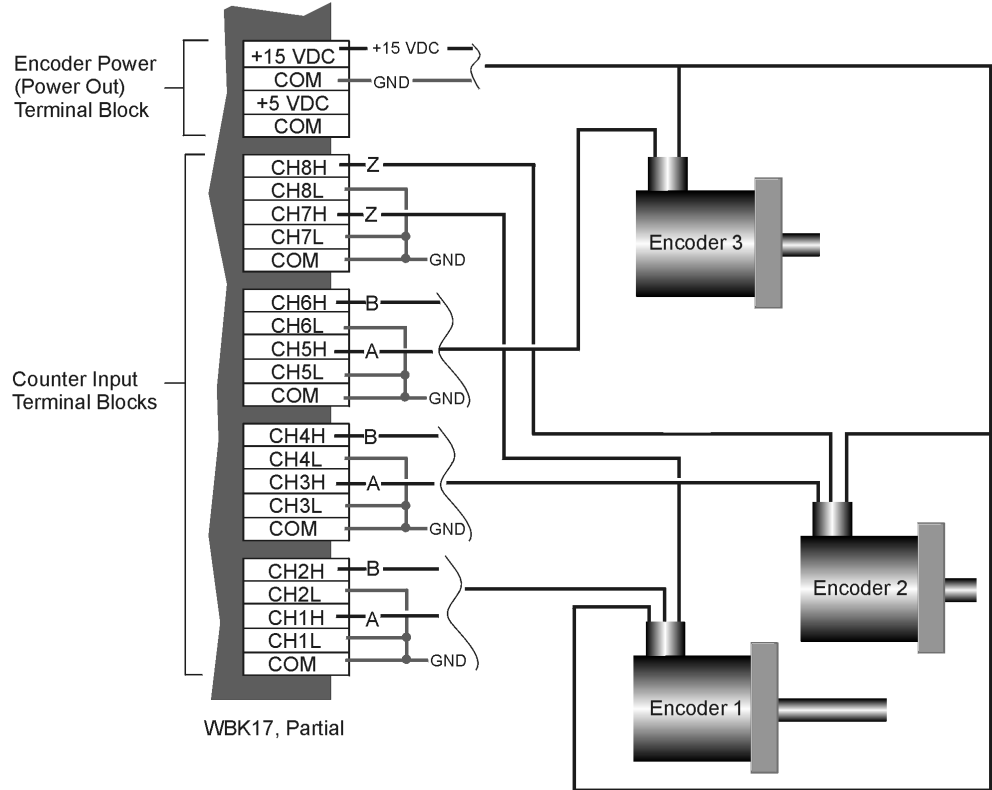 Encoder Power
(Power Out)
Terminal Block
+15 VDC
COM
+5 VDC
COM
+15 VDC
GND
Counter Input
Terminal Blocks
CH8H
CH8L
CH7H
CH7L
COM
Z
Z
GND
CH6H
CH6L
CH5H
CH5L
COM
B
A
GND
CH4H
CH4L
CH3H
CH3L
COM
B
A
GND
CH2H
CH2L
CH1H
CH1L
COM
B
A
GND
Encoder 3
Encoder 2
Encoder 1
WBK17, Partial